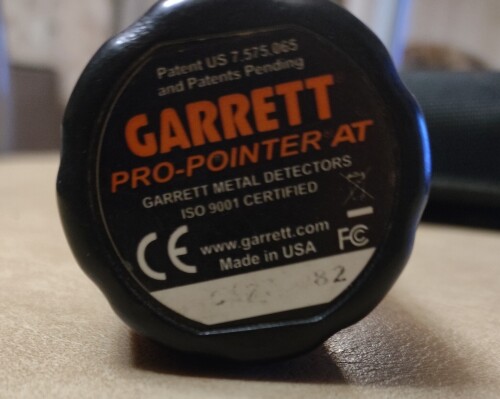 Patent US 7,575,065
and Patents Pending
GARRETT
PRO-POINTER® AT
GARRETT METAL DETECTORS
ISO 9001 CERTIFIED
CE www.garrett.com FC
Made in USA
82